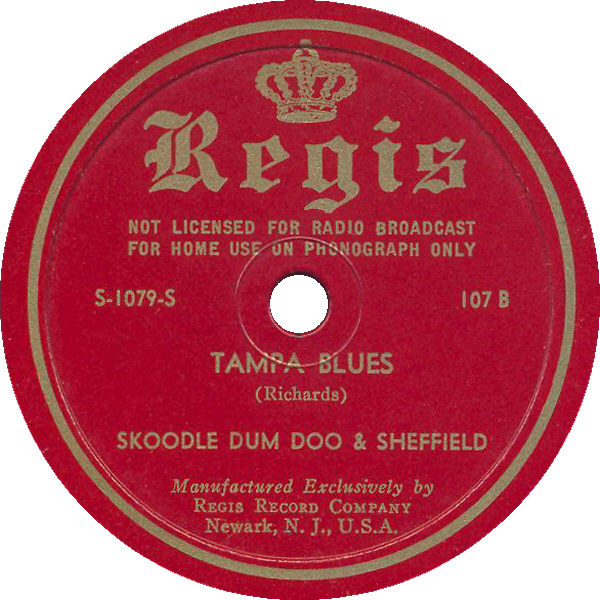 Regis
NOT LICENSED FOR RADIO BROADCAST
FOR HOME USE ON PHONOGRAPH ONLY
S-1079-S 107 B
TAMPA BLUES
(Richards)
SKOODLE DUM DOO & SHEFFIELD
Manufactured Exclusively by
REGIS RECORD COMPANY
Newark, N. J., U.S.A.